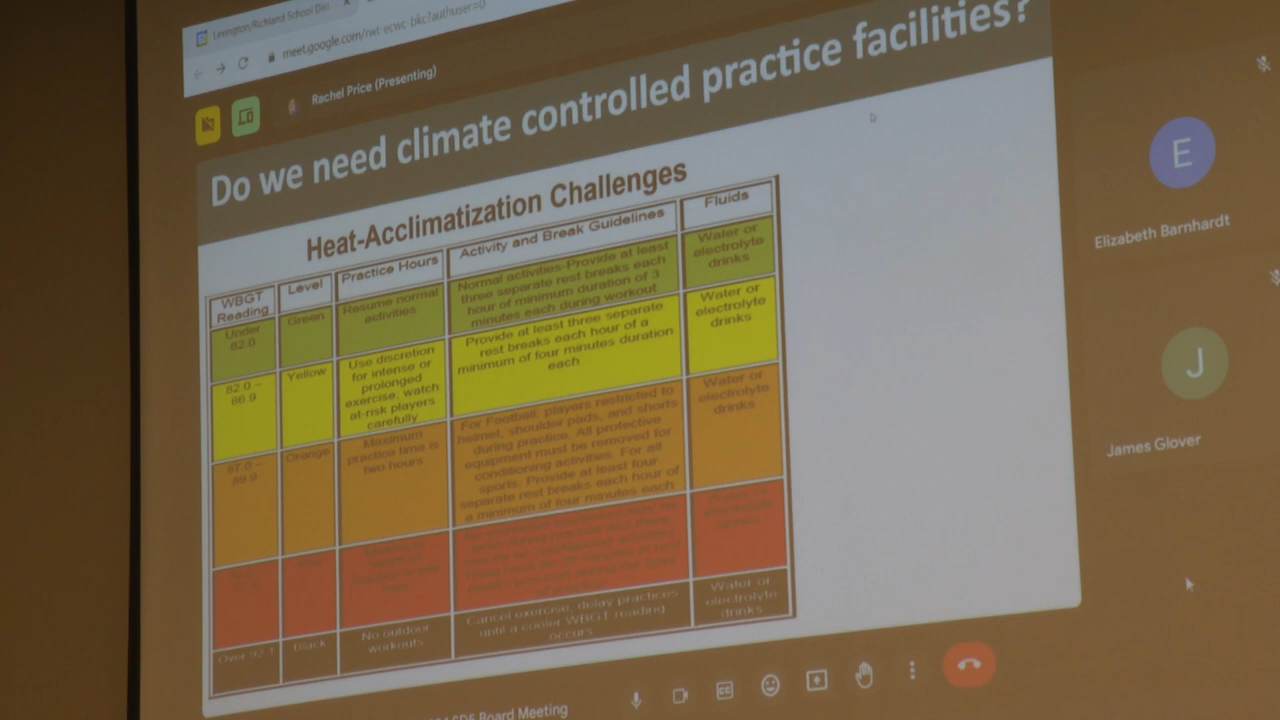 Lexington/Richland School Dist
meet.google.com/rwt-ecwc-bkc?authuser=0
Rachel Price (Presenting)
Do we need climate controlled practice facilities?
Heat-Acclimatization Challenges
WBGT
Reading
Level
Practice Hours
Activity and Break Guidelines
Fluids
Under
82.0
Green
Resume normal
activities
Normal activities-Provide at least
three separate rest breaks each
hour of minimum duration of 3
minutes each during workout
Water or
electrolyte
drinks
82.0 –
86.9
Yellow
Use discretion
for intense or
prolonged
exercise; watch
at-risk players
carefully
Provide at least three separate
rest breaks each hour of a
minimum of four minutes duration
each
Water or
electrolyte
drinks
87.0 –
89.9
Orange
Maximum
practice time is
two hours
For Football: players restricted to
helmet, shoulder pads, and shorts
during practice. All protective
equipment must be removed for
conditioning activities. For all
sports: Provide at least four
separate rest breaks each hour of
a minimum of four minutes each
Water or
electrolyte
drinks
Over 92.1
Black
No outdoor
workouts
Cancel exercise, delay practices
until a cooler WBGT reading
occurs
Water or
electrolyte
drinks
E
Elizabeth Barnhardt
J
James Glover
Board Meeting